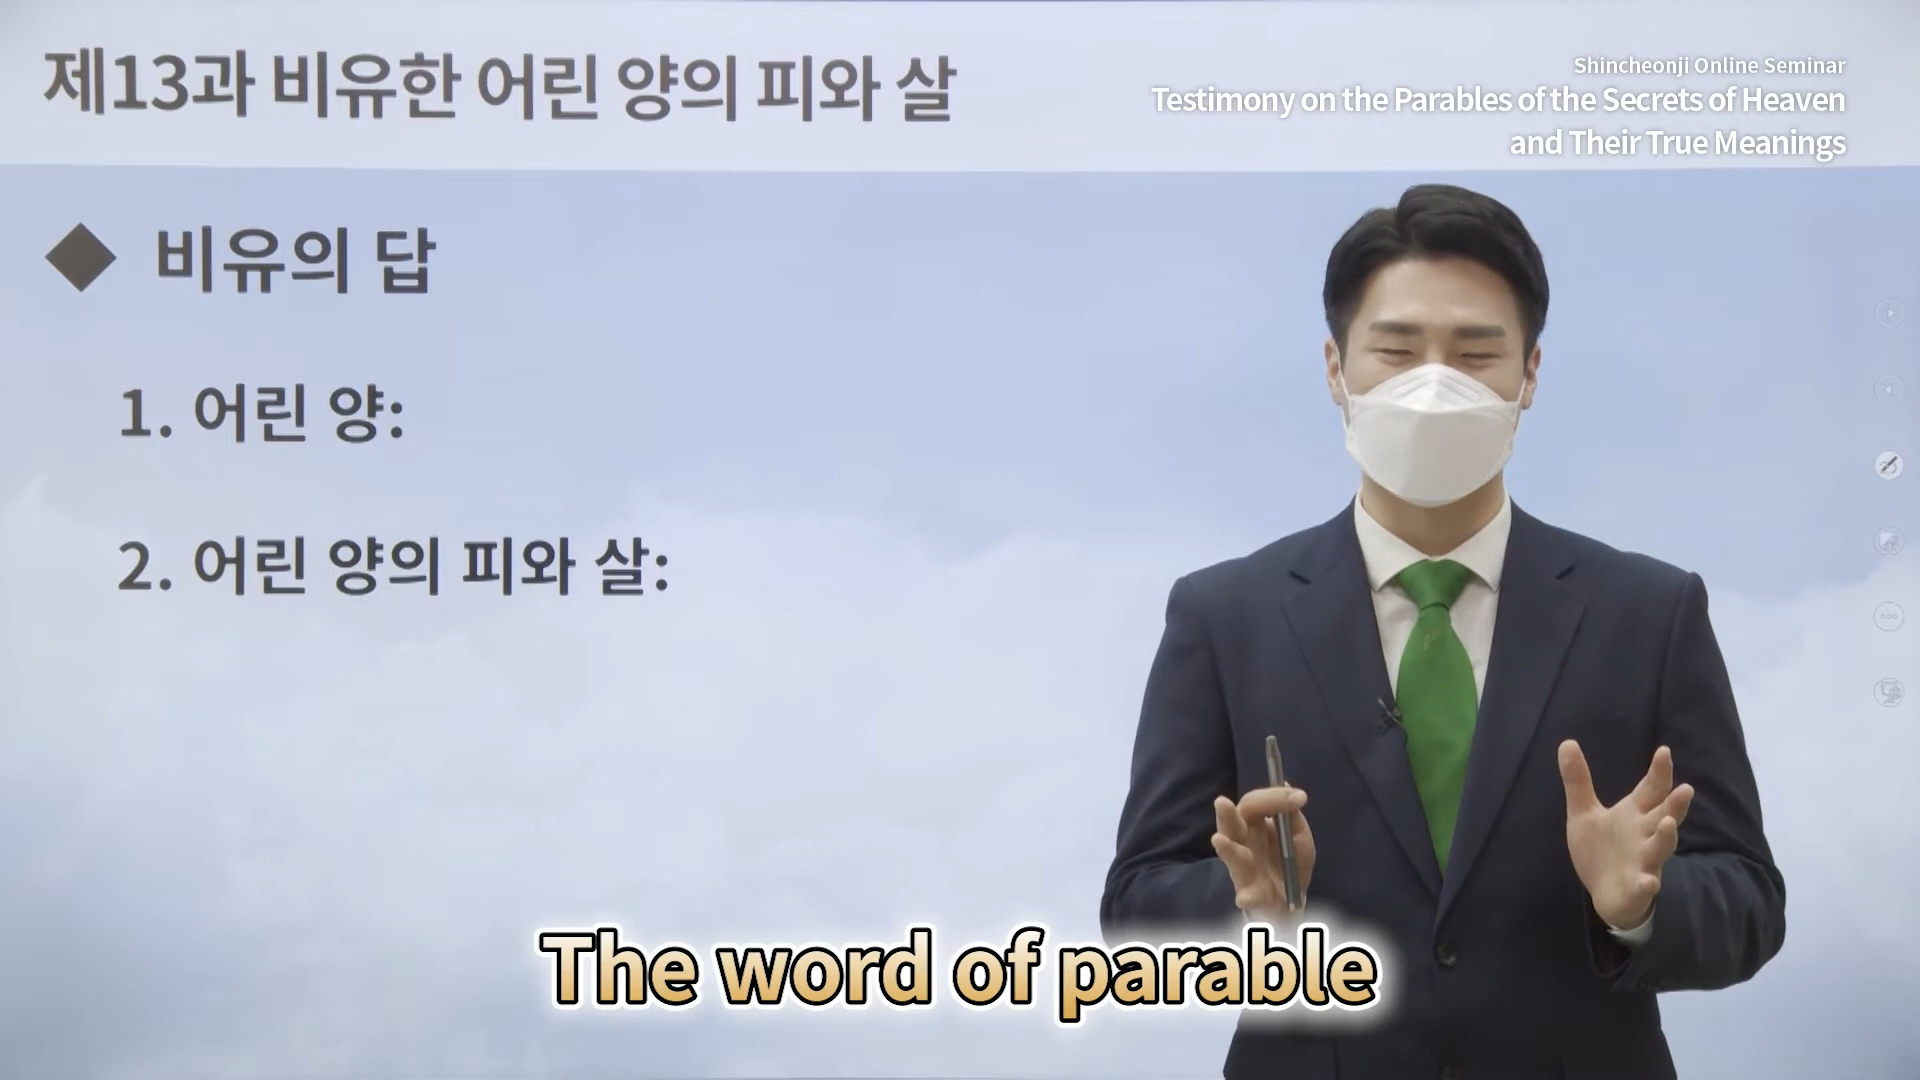 제13과 비유한 어린 양의 피와 살
Shincheonji Online Seminar
Testimony on the Parables of the Secrets of Heaven
and Their True Meanings
◆ 비유의 답
1. 어린 양:
2. 어린 양의 피와 살:
The word of parable